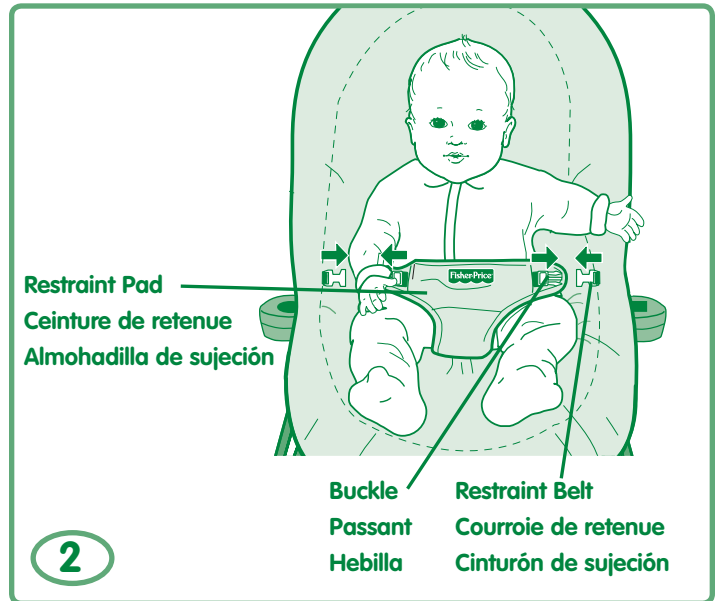 Fisher-Price
Restraint Pad
Ceinture de retenue
Almohadilla de sujeción
Buckle
Passant
Hebilla
Restraint Belt
Courroie de retenue
Cinturón de sujeción
2